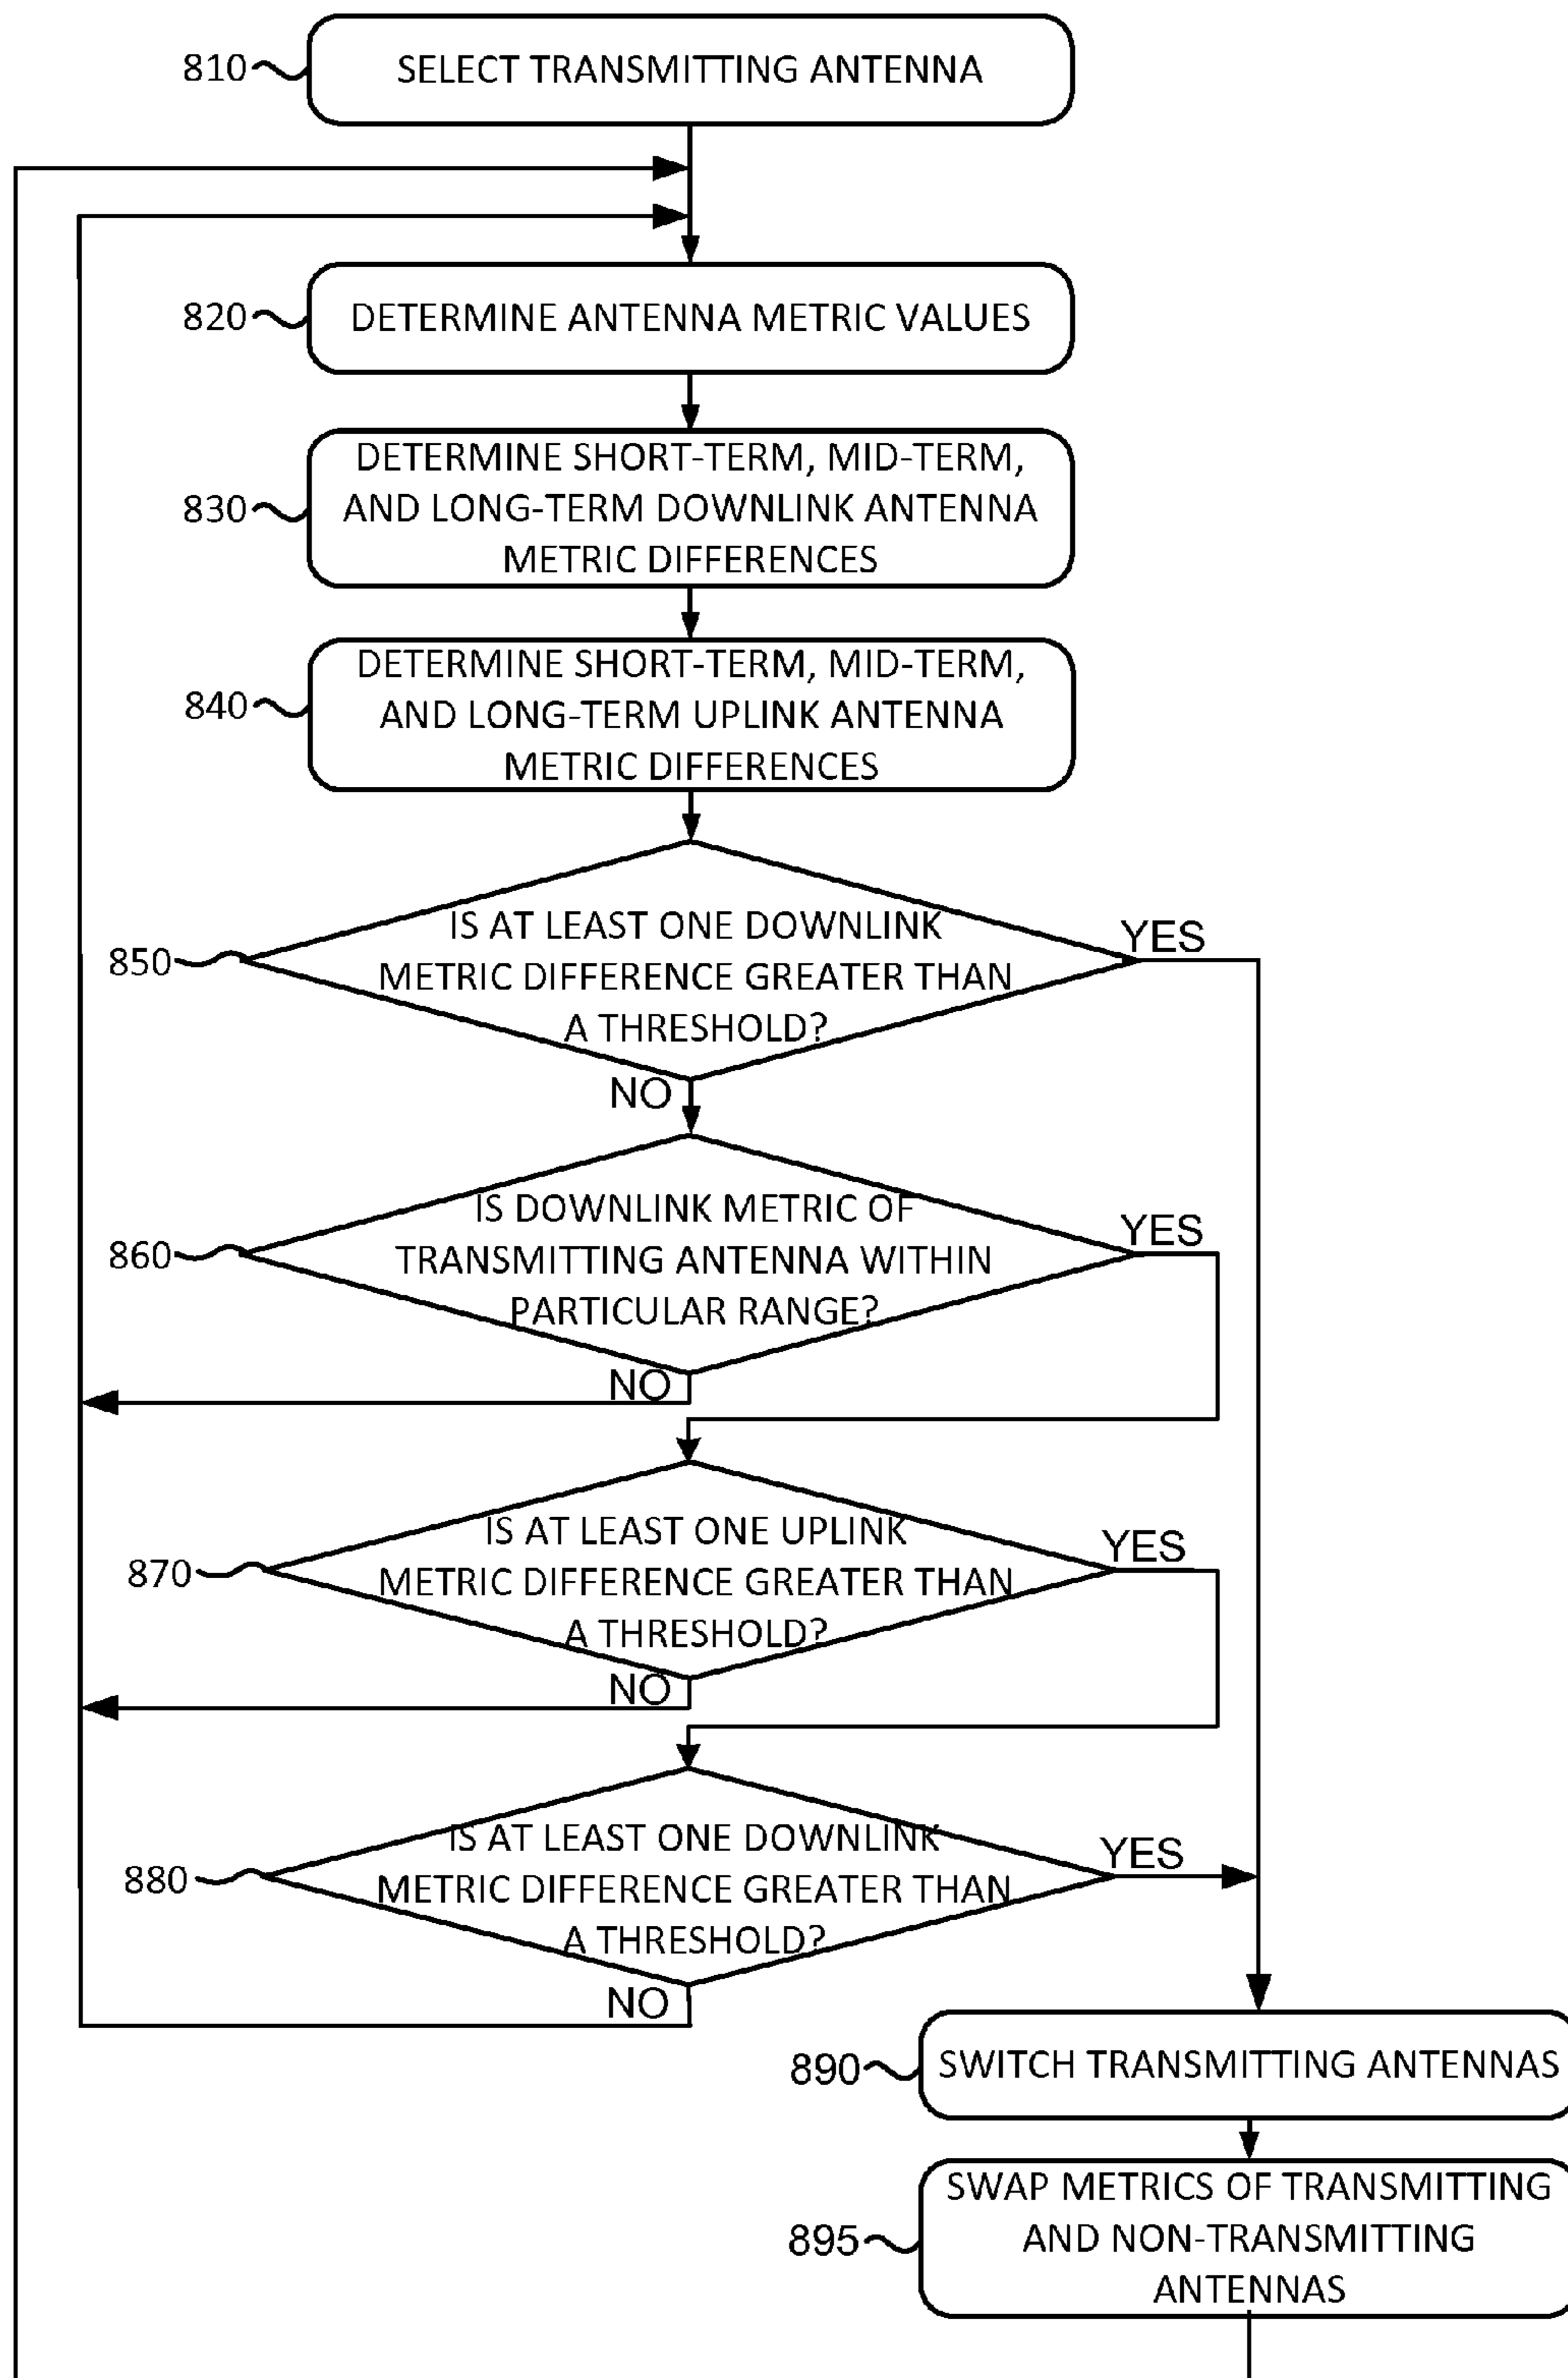 810
SELECT TRANSMITTING ANTENNA
820
DETERMINE ANTENNA METRIC VALUES
830
DETERMINE SHORT-TERM, MID-TERM,
AND LONG-TERM DOWNLINK ANTENNA
METRIC DIFFERENCES
840
DETERMINE SHORT-TERM, MID-TERM,
AND LONG-TERM UPLINK ANTENNA
METRIC DIFFERENCES
850
IS AT LEAST ONE DOWNLINK
METRIC DIFFERENCE GREATER THAN
A THRESHOLD?
YES
NO
860
IS DOWNLINK METRIC OF
TRANSMITTING ANTENNA WITHIN
PARTICULAR RANGE?
YES
NO
870
IS AT LEAST ONE UPLINK
METRIC DIFFERENCE GREATER THAN
A THRESHOLD?
YES
NO
880
IS AT LEAST ONE DOWNLINK
METRIC DIFFERENCE GREATER THAN
A THRESHOLD?
YES
NO
890
SWITCH TRANSMITTING ANTENNAS
895
SWAP METRICS OF TRANSMITTING
AND NON-TRANSMITTING
ANTENNAS